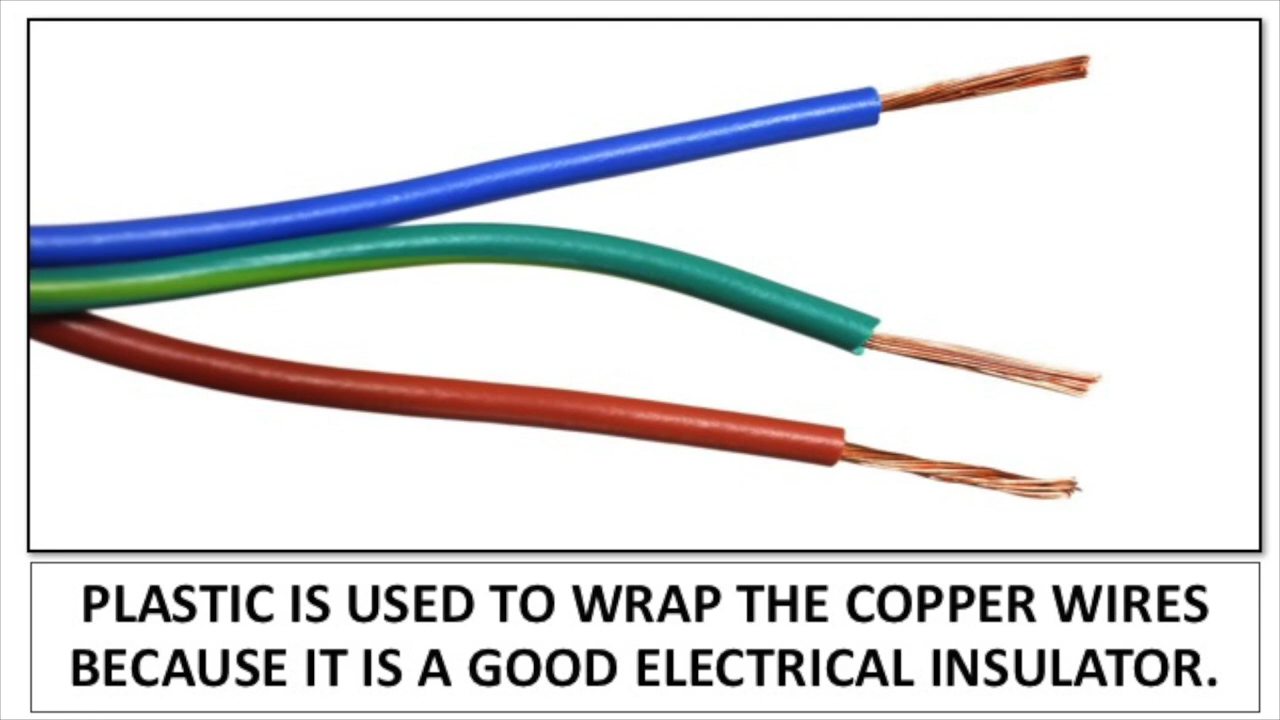 PLASTIC IS USED TO WRAP THE COPPER WIRES
BECAUSE IT IS A GOOD ELECTRICAL INSULATOR.